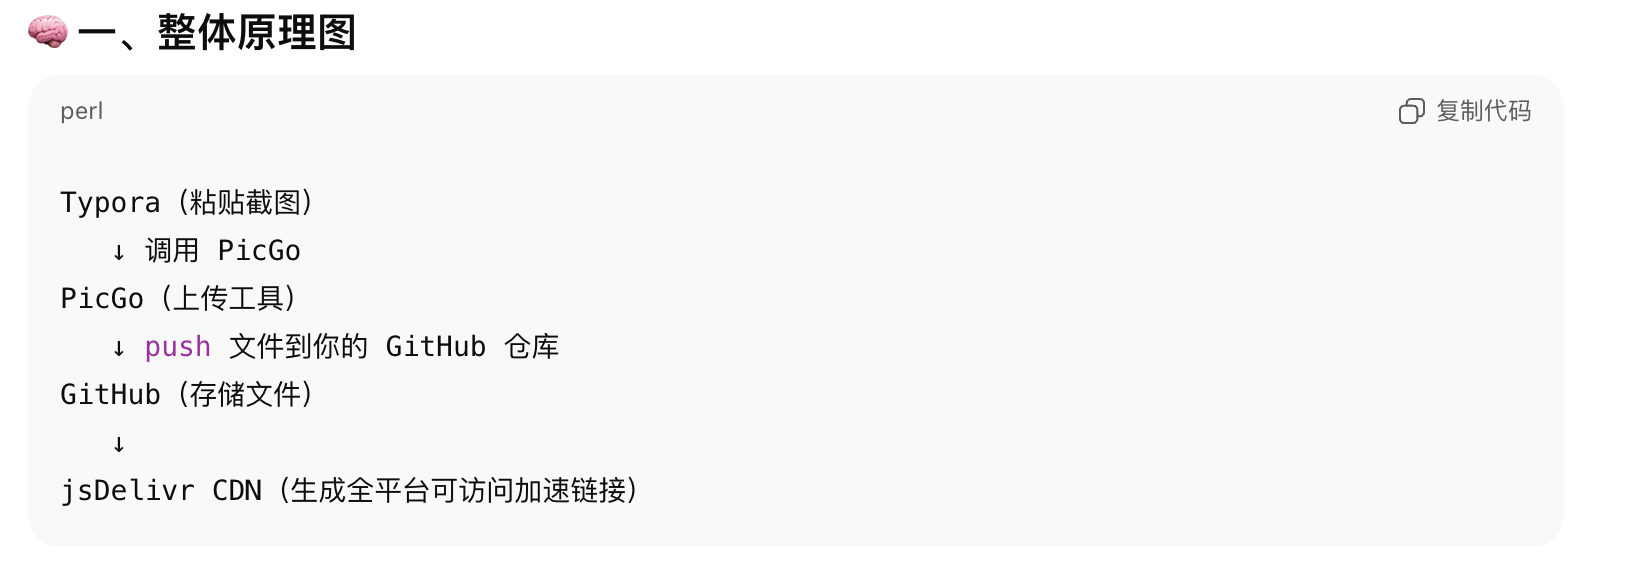 🧠 一、整体原理图
perl
复制代码
Typora（粘贴截图）
↓ 调用 PicGo
PicGo（上传工具）
↓ push 文件到你的 GitHub 仓库
GitHub（存储文件）
↓
jsDelivr CDN（生成全平台可访问加速链接）